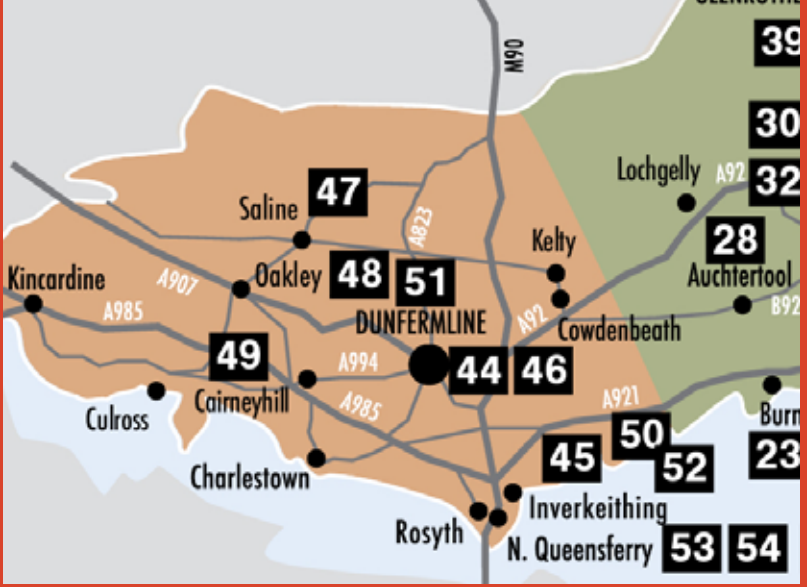 39
M90
30
Lochgelly
A92
32
47
Saline
A823
28
Kelty
Kincardine
A907
Oakley
48
51
Auchtertool
A985
DUNFERMLINE
A92
Cowdenbeath
B92
49
A994
44
46
Culross
Cairneyhill
A985
A921
Burn
50
23
45
52
Charlestown
Inverkeithing
Rosyth
N. Queensferry
53
54